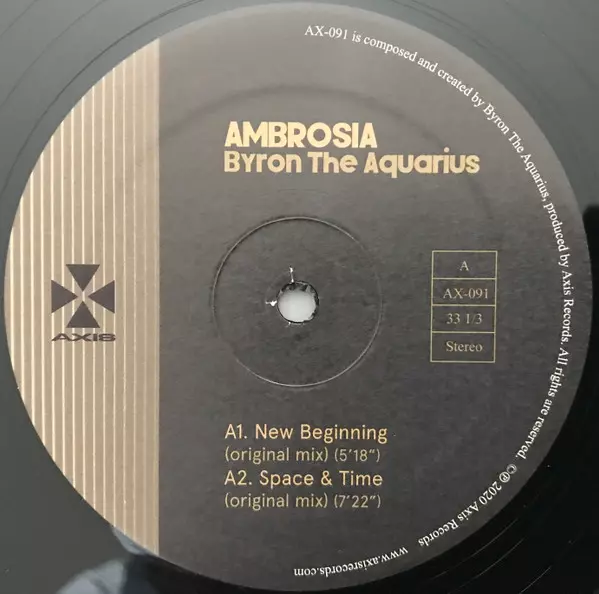 AX-091 is composed and created by Byron The Aquarius, produced by Axis Records. All rights are reserved. ©℗ 2020 Axis Records
www.axisrecords.com
AMBROSIA
Byron The Aquarius
AXIS
A
AX-091
33 1/3
Stereo
A1. New Beginning
(original mix) (5'18")
A2. Space & Time
(original mix) (7'22")